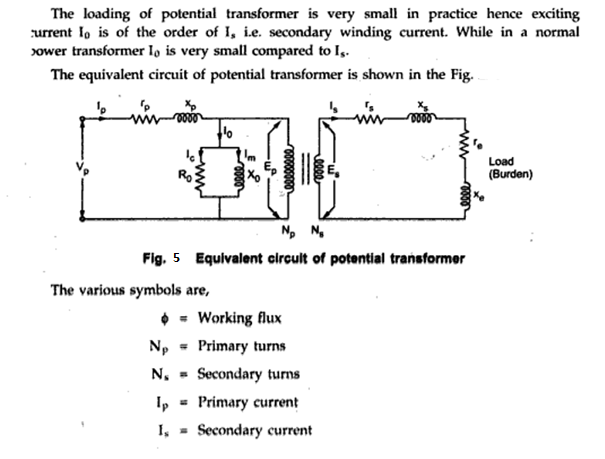 The loading of potential transformer is very small in practice hence exciting
current I₀ is of the order of Iₛ i.e. secondary winding current. While in a normal
power transformer I₀ is very small compared to Iₛ.
The equivalent circuit of potential transformer is shown in the Fig.
Iₚ rₚ xₚ Iₛ rₛ xₛ
I₀
I꜀ Iₘ rₑ
Vₚ R₀ X₀ Eₚ Eₛ Load
(Burden)
xₑ
Nₚ Nₛ
Fig. 5 Equivalent circuit of potential transformer
The various symbols are,
ϕ = Working flux
Nₚ = Primary turns
Nₛ = Secondary turns
Iₚ = Primary current
Iₛ = Secondary current